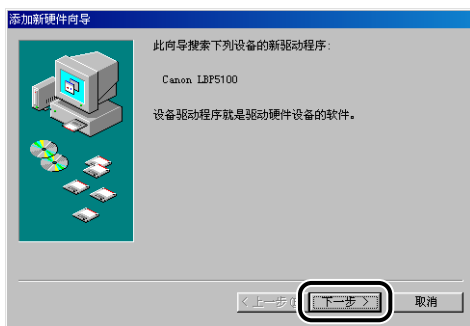 添加新硬件向导
此向导搜索下列设备的新驱动程序:
Canon LBP5100
设备驱动程序就是驱动硬件设备的软件。
< 上一步
下一步 >
取消